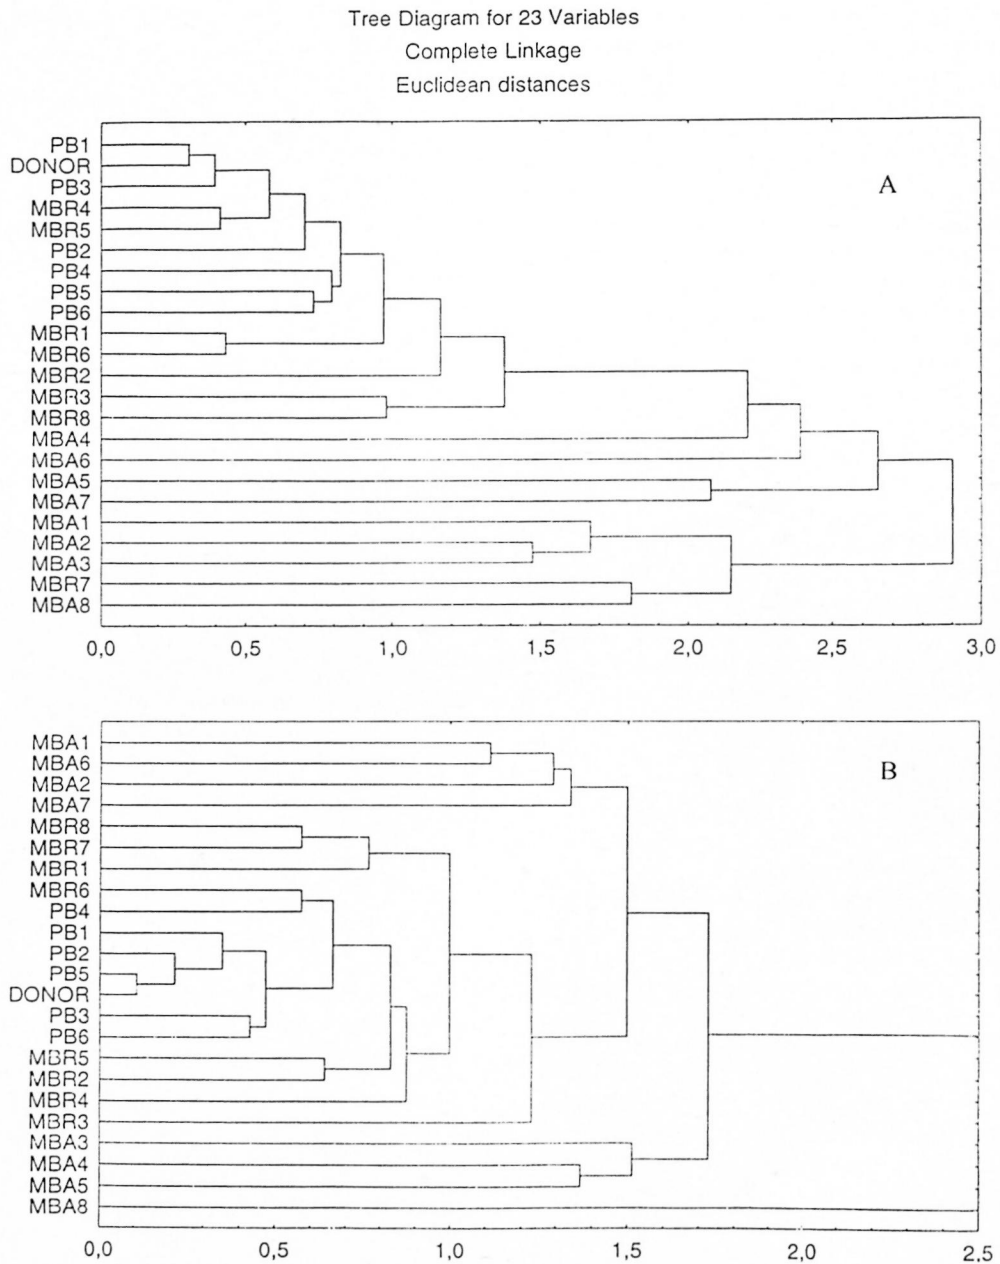 Tree Diagram for 23 Variables
Complete Linkage
Euclidean distances
A
PB1
DONOR
PB3
MBR4
MBR5
PB2
PB4
PB5
PB6
MBR1
MBR6
MBR2
MBR3
MBR8
MBA4
MBA6
MBA5
MBA7
MBA1
MBA2
MBA3
MBR7
MBA8
0,0 0,5 1,0 1,5 2,0 2,5 3,0
B
MBA1
MBA6
MBA2
MBA7
MBR8
MBR7
MBR1
MBR6
PB4
PB1
PB2
PB5
DONOR
PB3
PB6
MBR5
MBR2
MBR4
MBR3
MBA3
MBA4
MBA5
MBA8
0,0 0,5 1,0 1,5 2,0 2,5